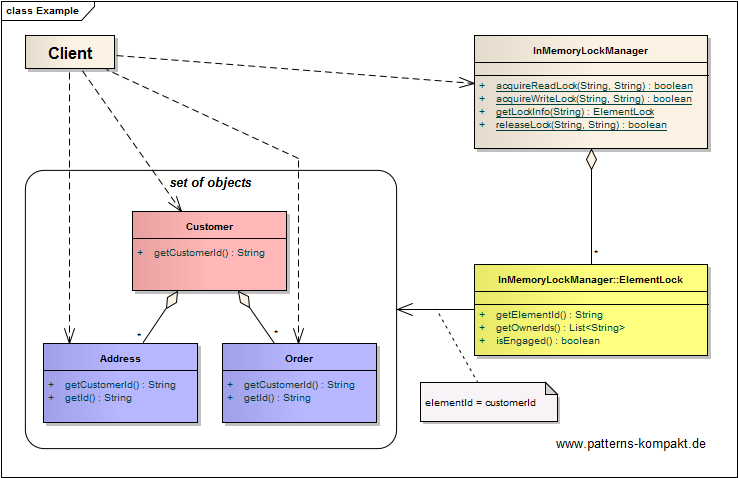 class Example
Client
InMemoryLockManager
+ acquireReadLock(String, String) : boolean
+ acquireWriteLock(String, String) : boolean
+ getLockInfo(String) : ElementLock
+ releaseLock(String, String) : boolean
set of objects
Customer
+ getCustomerId() : String
*
InMemoryLockManager::ElementLock
+ getElementId() : String
+ getOwnerIds() : List<String>
+ isEngaged() : boolean
*
*
Address
+ getCustomerId() : String
+ getId() : String
Order
+ getCustomerId() : String
+ getId() : String
elementId = customerId
www.patterns-kompakt.de